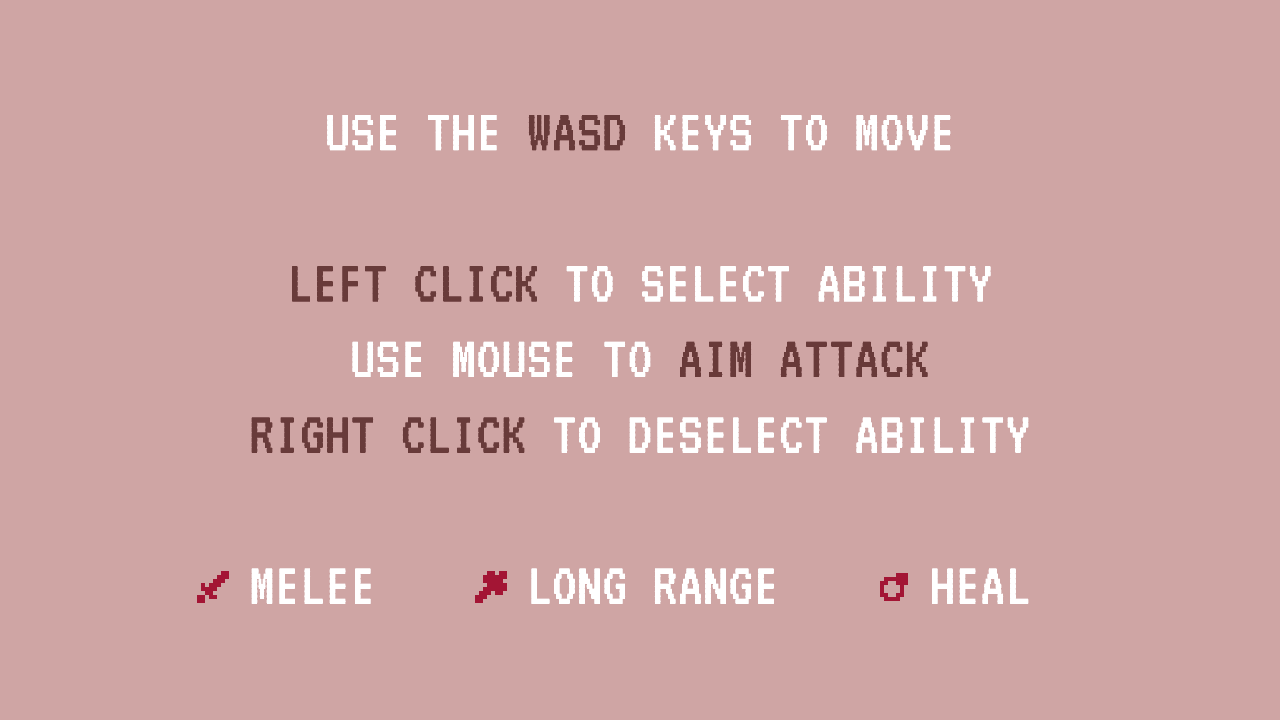 USE THE WASD KEYS TO MOVE
LEFT CLICK TO SELECT ABILITY
USE MOUSE TO AIM ATTACK
RIGHT CLICK TO DESELECT ABILITY
MELEE LONG RANGE HEAL